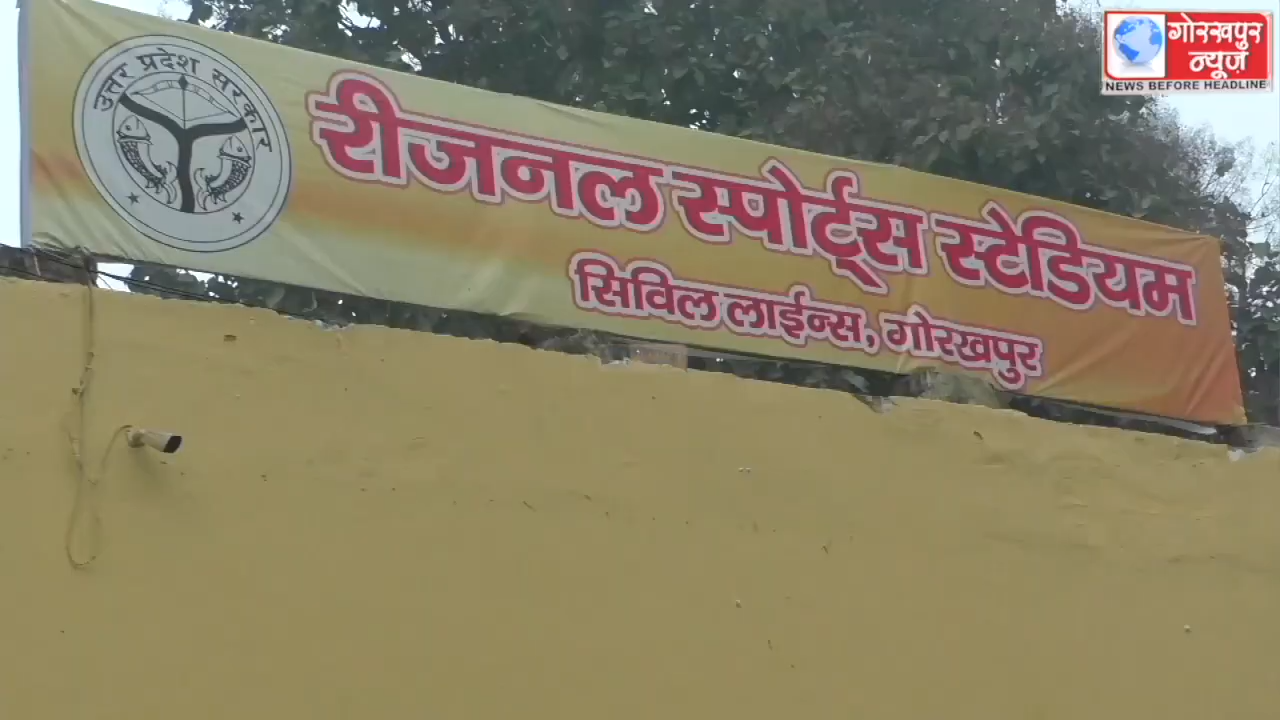 उत्तर प्रदेश सरकार
रीजनल स्पोर्ट्स स्टेडियम
सिविल लाईन्स, गोरखपुर
गोरखपुर
न्यूज़
NEWS BEFORE HEADLINE